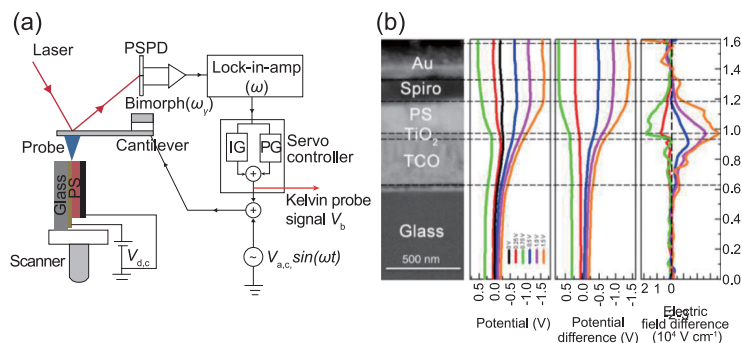 (a)
Laser
PSPD
Bimorph(ωγ)
Lock-in-amp
(ω)
Probe
Cantilever
IG
PG
Servo
controller
Kelvin probe
signal Vb
Glass
PS
Scanner
Vd,c
Va,c, sin(ωt)
(b)
Au
Spiro
PS
TiO2
TCO
Glass
500 nm
0.5
0.0
-0.5
-1.0
-1.5
Potential (V)
0.5
0.0
-0.5
-1.0
-1.5
Potential
difference (V)
2
1
0
Electric
field difference
(10⁴ V cm⁻¹)
1.6
1.4
1.2
1.0
0.8
0.6
0.4
0.2
0.0